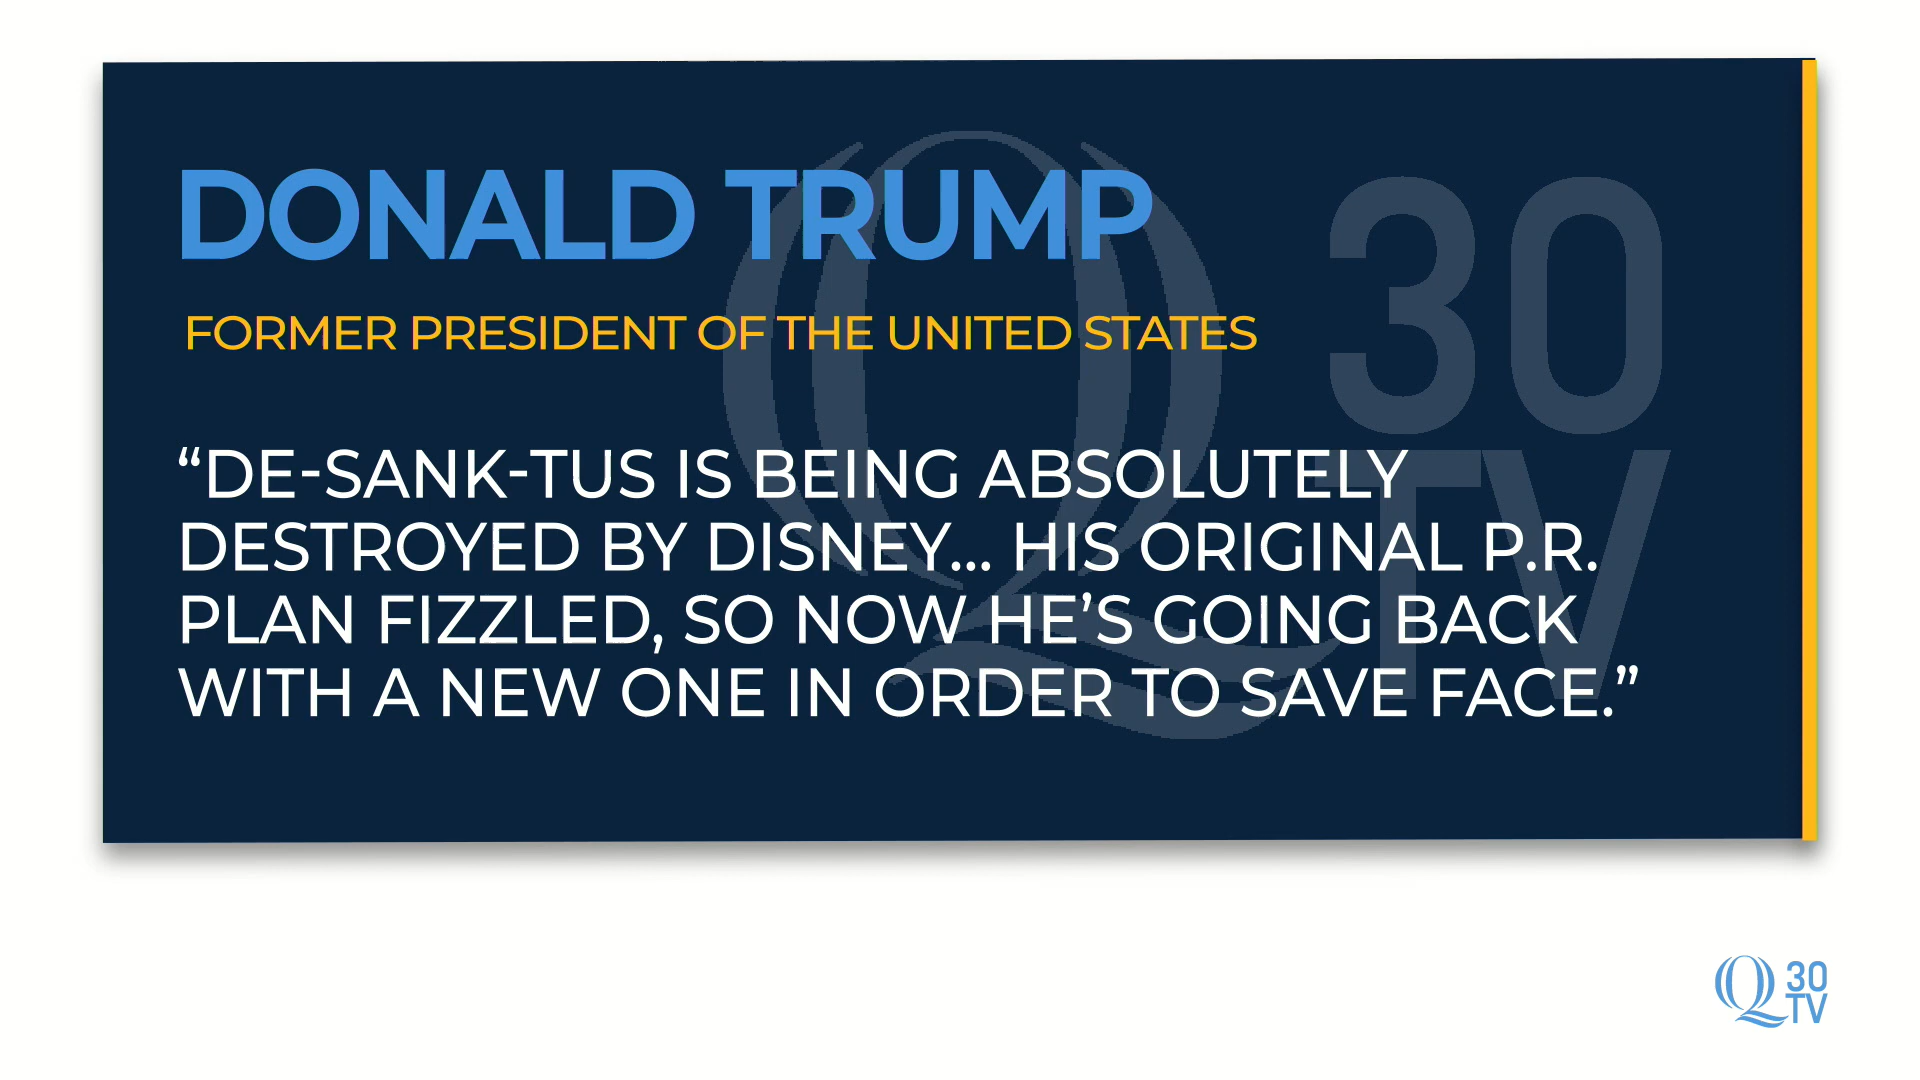 DONALD TRUMP
FORMER PRESIDENT OF THE UNITED STATES
“DE-SANK-TUS IS BEING ABSOLUTELY
DESTROYED BY DISNEY... HIS ORIGINAL P.R.
PLAN FIZZLED, SO NOW HE’S GOING BACK
WITH A NEW ONE IN ORDER TO SAVE FACE.”
Q 30
TV
Q 30
TV